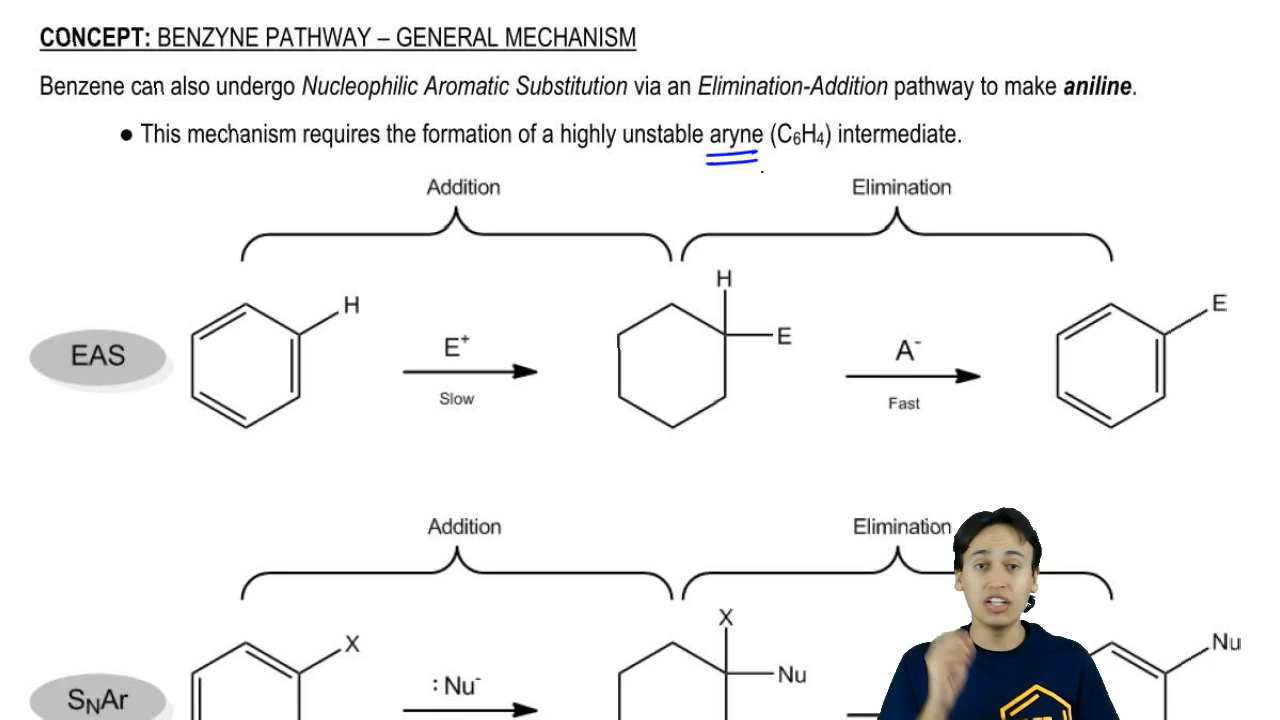 CONCEPT: BENZYNE PATHWAY – GENERAL MECHANISM
Benzene can also undergo Nucleophilic Aromatic Substitution via an Elimination-Addition pathway to make aniline.
● This mechanism requires the formation of a highly unstable aryne (C₆H₄) intermediate.
Addition
Elimination
EAS
H
E⁺
Slow
H
E
A⁻
Fast
E
Addition
Elimination
SNAr
X
:Nu⁻
X
Nu
Nu